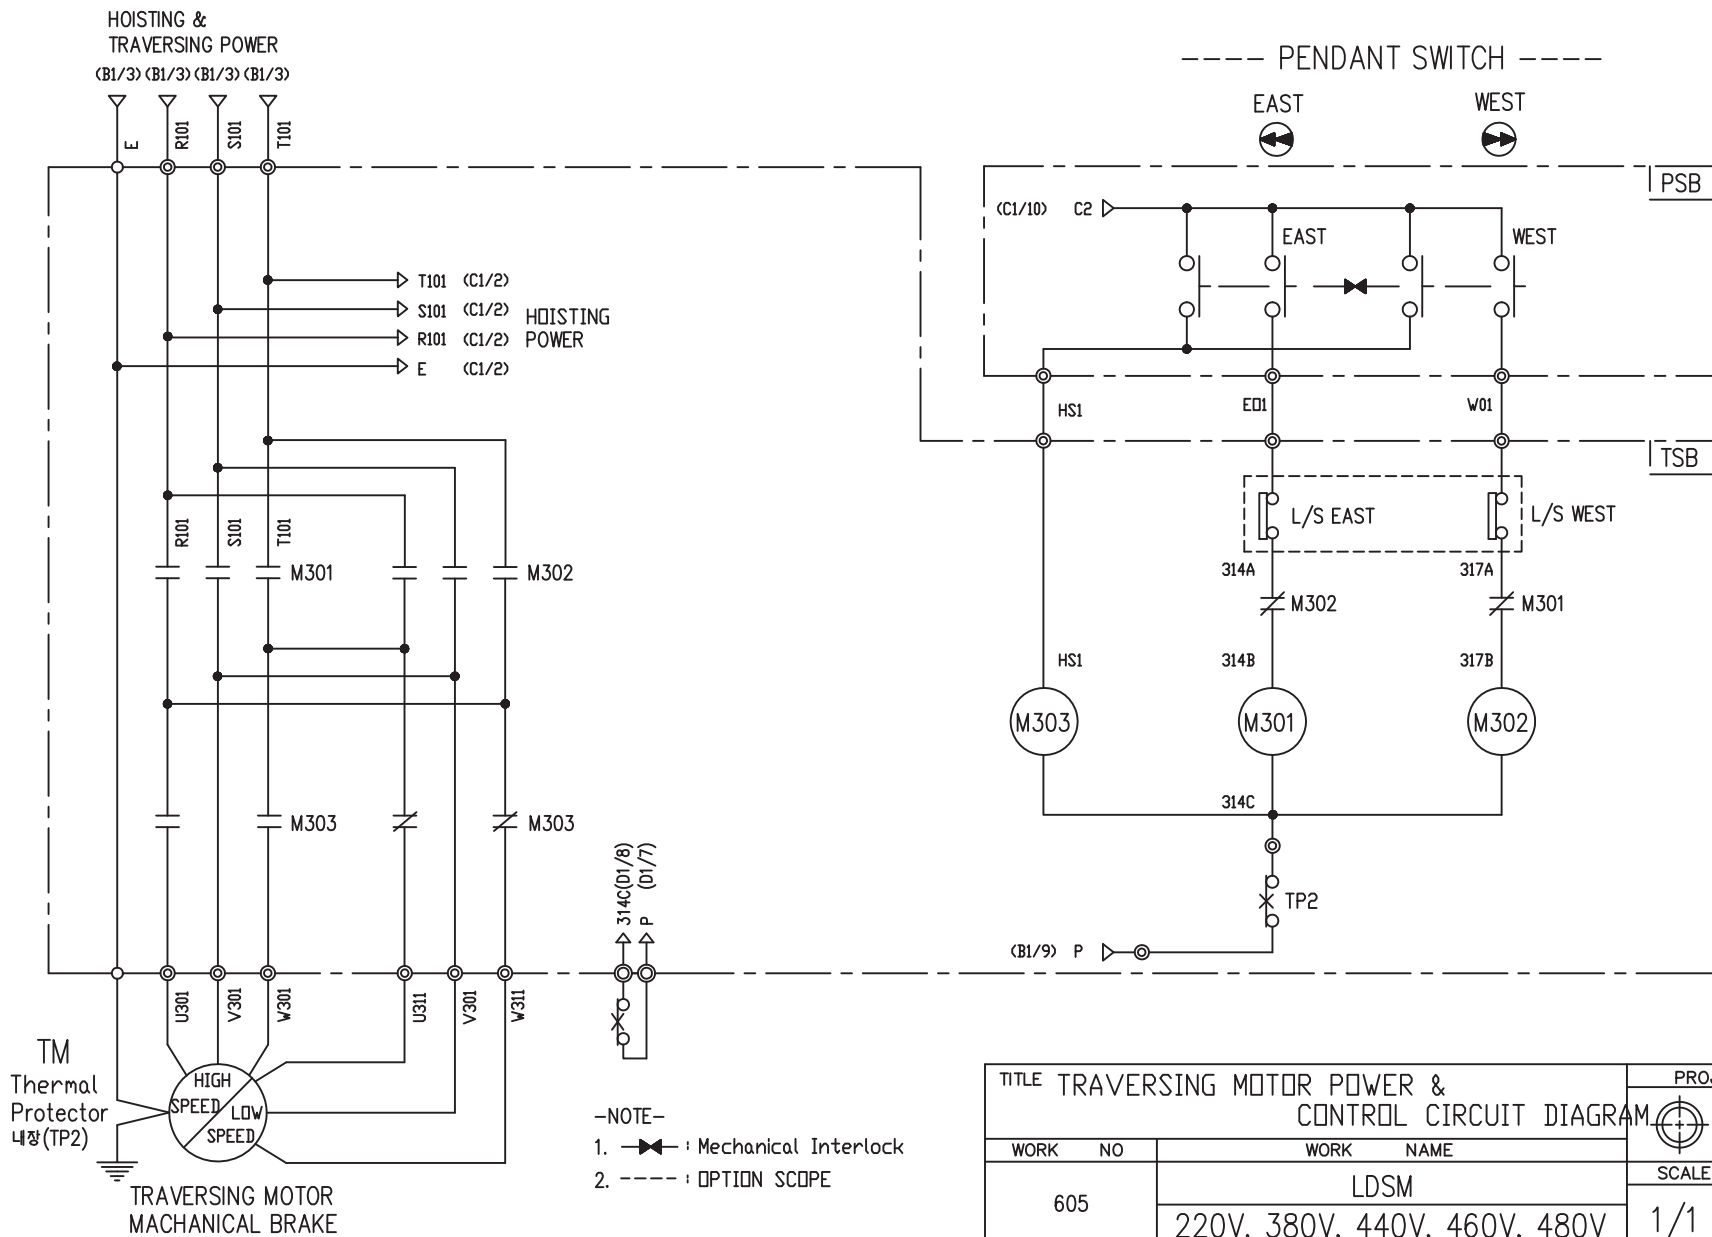 HOISTING &
TRAVERSING POWER
(B1/3) (B1/3) (B1/3) (B1/3)
E R101 S101 T101
T101 (C1/2)
S101 (C1/2)
HOISTING
R101 (C1/2)
POWER
E (C1/2)
R101 S101 T101
M301
M302
M303
M303
314C(D1/8)
P (D1/7)
U301 V301 W301 U311 V301 W311
TM
Thermal
Protector
내장(TP2)
HIGH
SPEED
LOW
SPEED
TRAVERSING MOTOR
MACHANICAL BRAKE
-NOTE-
1. : Mechanical Interlock
2. ----- : OPTION SCOPE
---- PENDANT SWITCH ----
EAST WEST
PSB
(C1/10) C2
EAST WEST
HS1 E01 W01
TSB
L/S EAST L/S WEST
314A 317A
M302 M301
HS1 314B 317B
M303 M301 M302
314C
TP2
(B1/9) P
TITLE TRAVERSING MOTOR POWER &
CONTROL CIRCUIT DIAGRAM
PROJ
WORK NO WORK NAME
SCALE
605
LDSM
220V, 380V, 440V, 460V, 480V
1/1